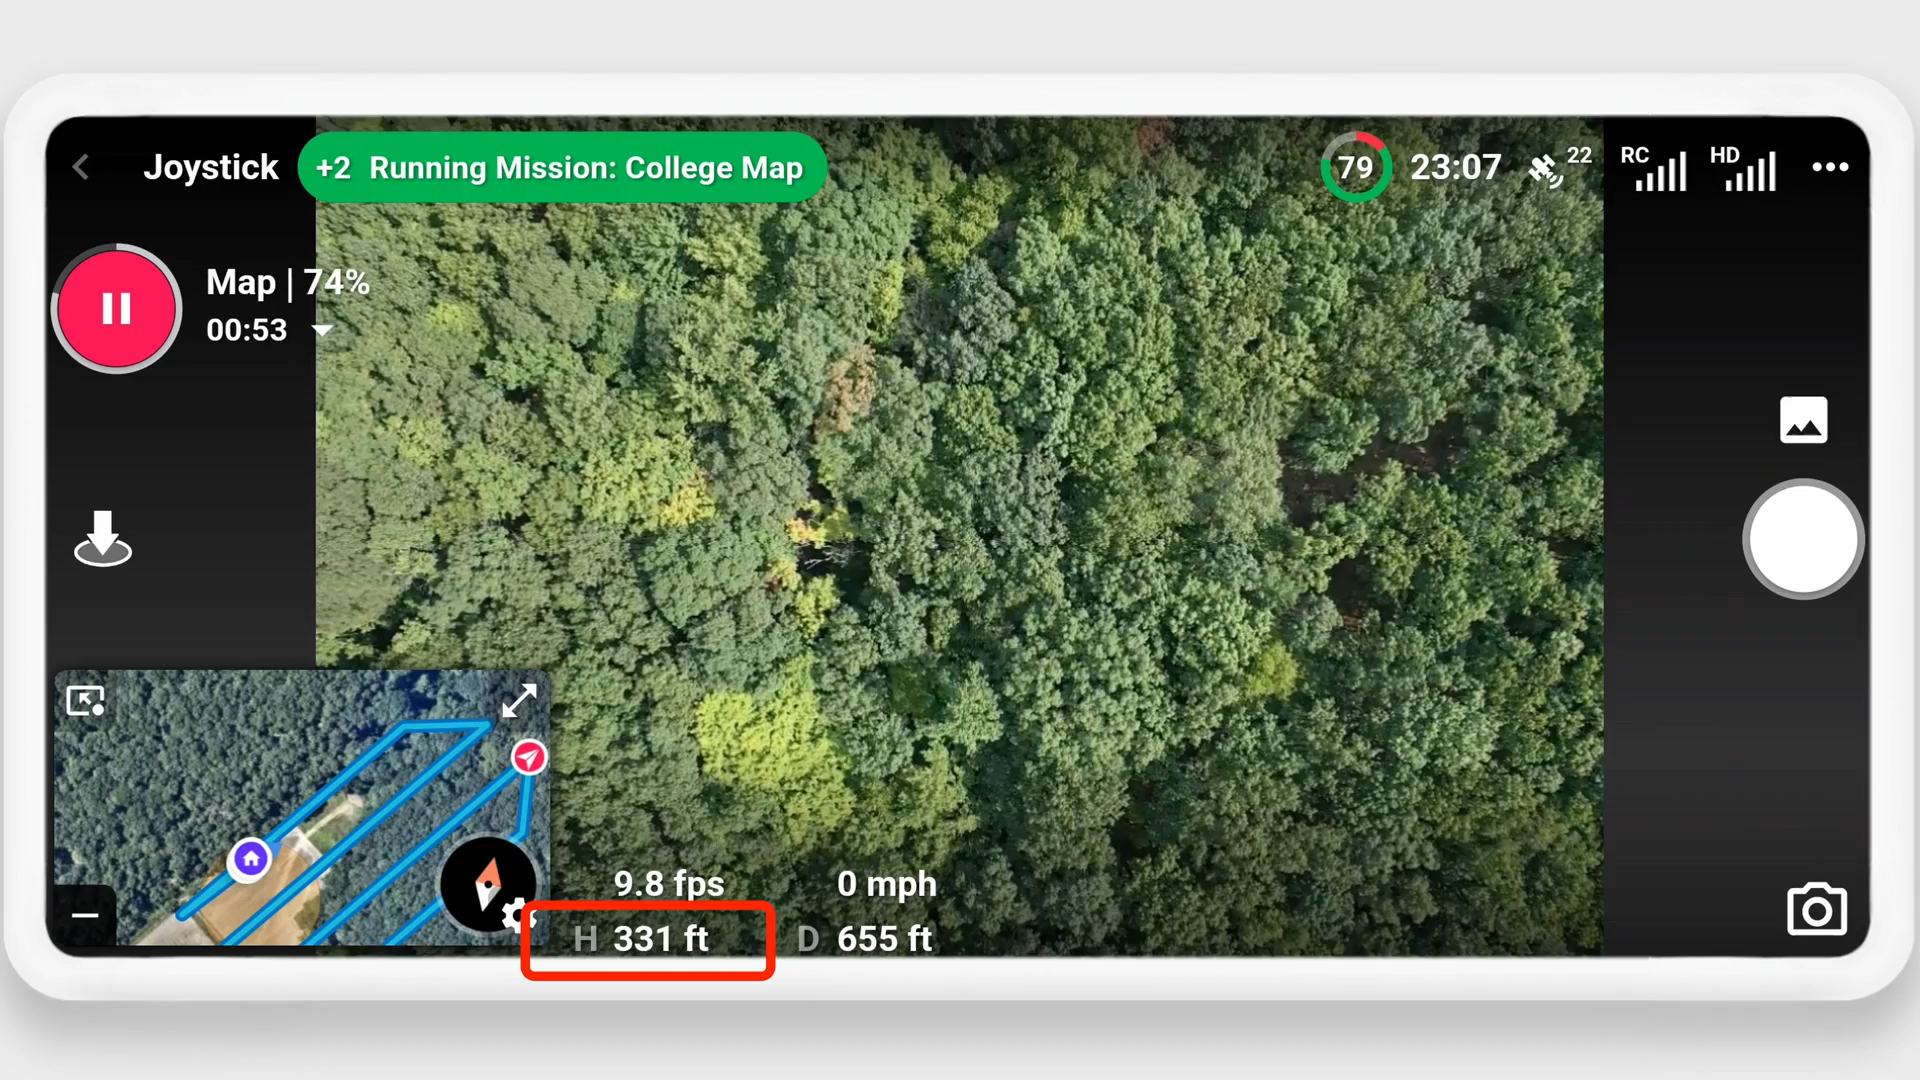 Joystick
+2 Running Mission: College Map
79
23:07
22
RC
HD
Map | 74%
00:53
9.8 fps
0 mph
H 331 ft
D 655 ft